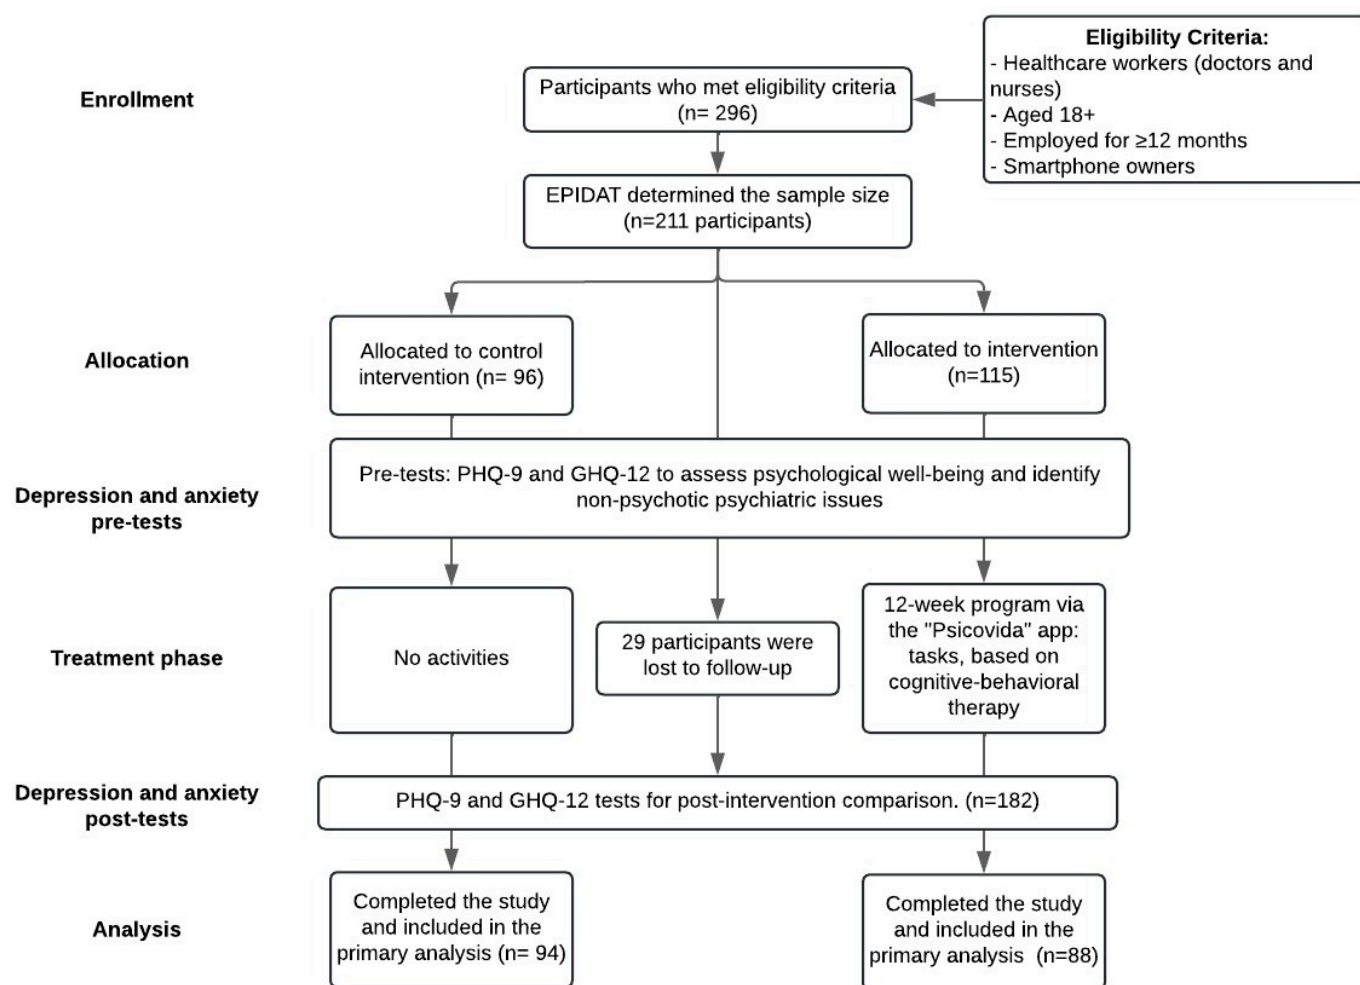 Eligibility Criteria:
- Healthcare workers (doctors and
nurses)
- Aged 18+
- Employed for ≥12 months
- Smartphone owners
Enrollment
Participants who met eligibility criteria
(n= 296)
EPIDAT determined the sample size
(n=211 participants)
Allocation
Allocated to control
intervention (n= 96)
Allocated to intervention
(n=115)
Depression and anxiety
pre-tests
Pre-tests: PHQ-9 and GHQ-12 to assess psychological well-being and identify
non-psychotic psychiatric issues
Treatment phase
No activities
29 participants were
lost to follow-up
12-week program via
the "Psicovida" app:
tasks, based on
cognitive-behavioral
therapy
Depression and anxiety
post-tests
PHQ-9 and GHQ-12 tests for post-intervention comparison. (n=182)
Analysis
Completed the study
and included in the
primary analysis (n= 94)
Completed the study
and included in the
primary analysis (n=88)